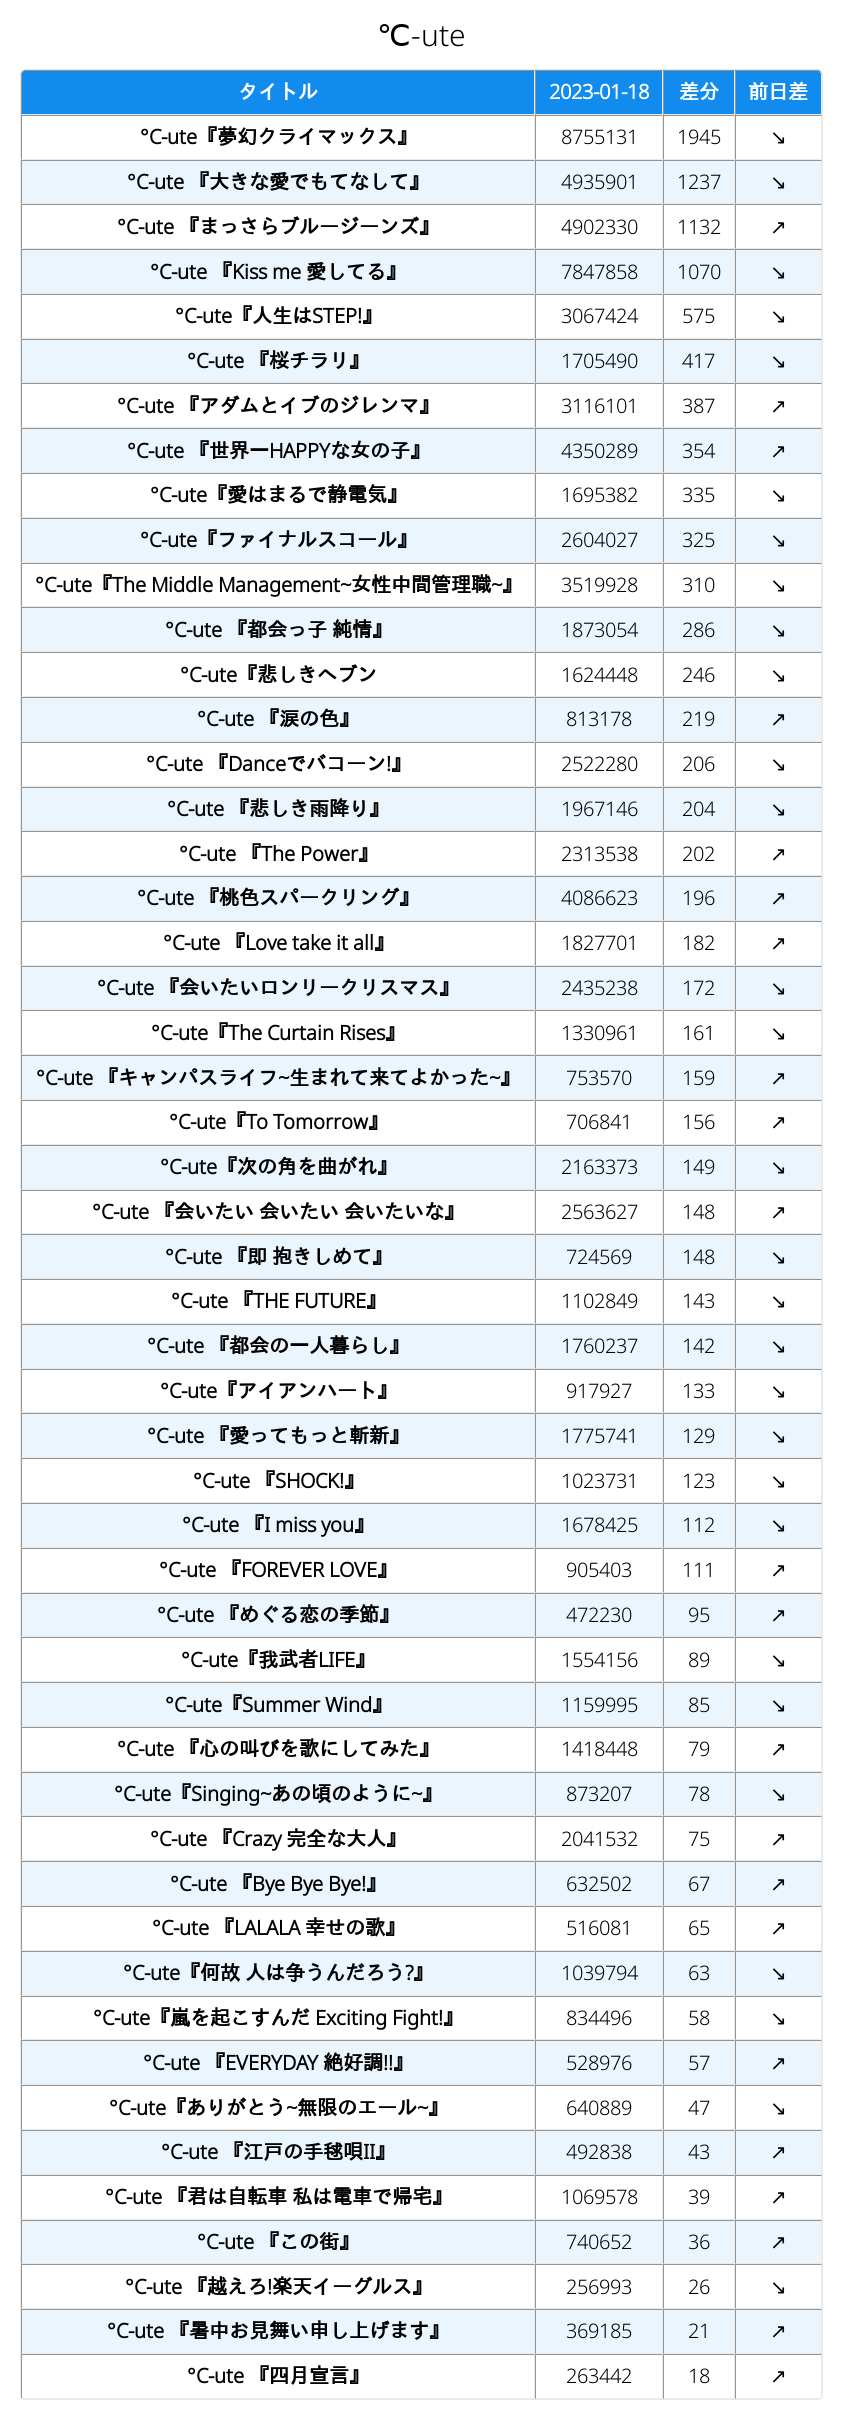 ℃-ute
タイトル 2023-01-18 差分 前日差
℃-ute『夢幻クライマックス』 8755131 1945 ↘
℃-ute 『大きな愛でもてなして』 4935901 1237 ↘
℃-ute 『まっさらブルージーンズ』 4902330 1132 ↗
℃-ute 『Kiss me 愛してる』 7847858 1070 ↘
℃-ute『人生はSTEP!』 3067424 575 ↘
℃-ute 『桜チラリ』 1705490 417 ↘
℃-ute 『アダムとイブのジレンマ』 3116101 387 ↗
℃-ute 『世界一HAPPYな女の子』 4350289 354 ↗
℃-ute『愛はまるで静電気』 1695382 335 ↘
℃-ute『ファイナルスコール』 2604027 325 ↘
℃-ute『The Middle Management~女性中間管理職~』 3519928 310 ↘
℃-ute 『都会っ子 純情』 1873054 286 ↘
℃-ute『悲しきヘブン 1624448 246 ↘
℃-ute 『涙の色』 813178 219 ↗
℃-ute 『Danceでバコーン!』 2522280 206 ↘
℃-ute 『悲しき雨降り』 1967146 204 ↘
℃-ute 『The Power』 2313538 202 ↗
℃-ute 『桃色スパークリング』 4086623 196 ↗
℃-ute 『Love take it all』 1827701 182 ↗
℃-ute 『会いたいロンリークリスマス』 2435238 172 ↘
℃-ute『The Curtain Rises』 1330961 161 ↘
℃-ute 『キャンパスライフ~生まれて来てよかった~』 753570 159 ↗
℃-ute『To Tomorrow』 706841 156 ↗
℃-ute『次の角を曲がれ』 2163373 149 ↘
℃-ute 『会いたい 会いたい 会いたいな』 2563627 148 ↗
℃-ute 『即 抱きしめて』 724569 148 ↘
℃-ute 『THE FUTURE』 1102849 143 ↘
℃-ute 『都会の一人暮らし』 1760237 142 ↘
℃-ute『アイアンハート』 917927 133 ↘
℃-ute 『愛ってもっと斬新』 1775741 129 ↘
℃-ute 『SHOCK!』 1023731 123 ↘
℃-ute 『I miss you』 1678425 112 ↘
℃-ute 『FOREVER LOVE』 905403 111 ↗
℃-ute 『めぐる恋の季節』 472230 95 ↗
℃-ute『我武者LIFE』 1554156 89 ↘
℃-ute『Summer Wind』 1159995 85 ↘
℃-ute 『心の叫びを歌にしてみた』 1418448 79 ↗
℃-ute『Singing~あの頃のように~』 873207 78 ↘
℃-ute 『Crazy 完全な大人』 2041532 75 ↗
℃-ute 『Bye Bye Bye!』 632502 67 ↗
℃-ute 『LALALA 幸せの歌』 516081 65 ↗
℃-ute『何故 人は争うんだろう?』 1039794 63 ↘
℃-ute『嵐を起こすんだ Exciting Fight!』 834496 58 ↘
℃-ute 『EVERYDAY 絶好調!!』 528976 57 ↗
℃-ute『ありがとう~無限のエール~』 640889 47 ↘
℃-ute 『江戸の手毬唄II』 492838 43 ↗
℃-ute 『君は自転車 私は電車で帰宅』 1069578 39 ↗
℃-ute 『この街』 740652 36 ↗
℃-ute 『越えろ!楽天イーグルス』 256993 26 ↘
℃-ute 『暑中お見舞い申し上げます』 369185 21 ↗
℃-ute 『四月宣言』 263442 18 ↗